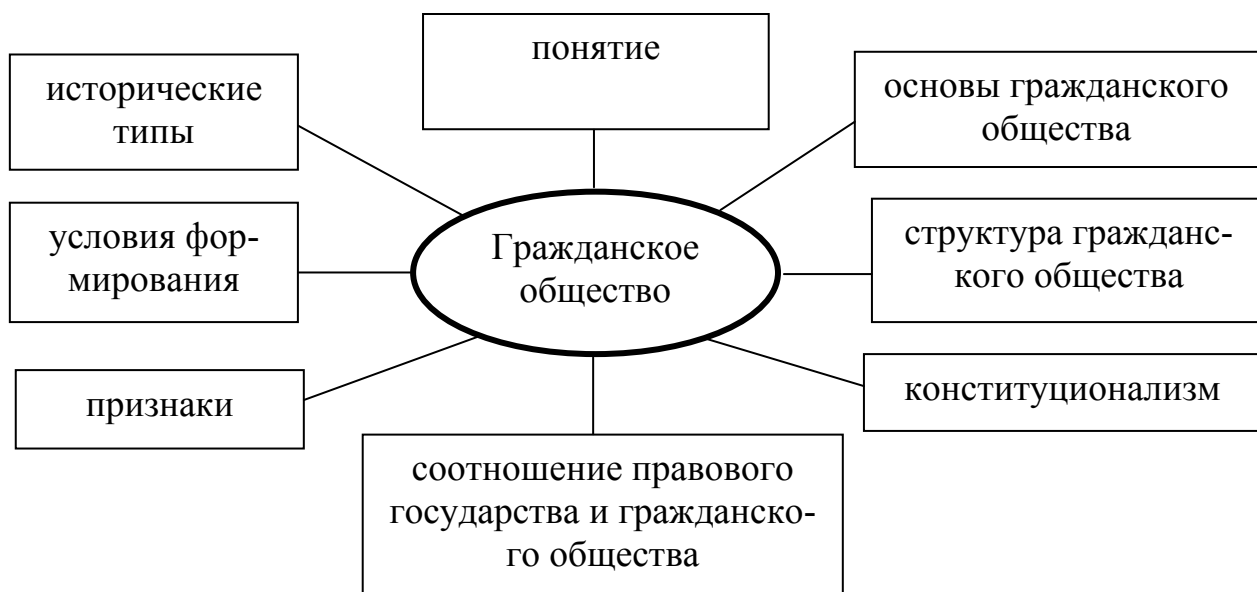 понятие
исторические
типы
основы гражданского
общества
условия фор-
мирования
Гражданское
общество
структура гражданс-
кого общества
признаки
конституционализм
соотношение правового
государства и гражданско-
го общества